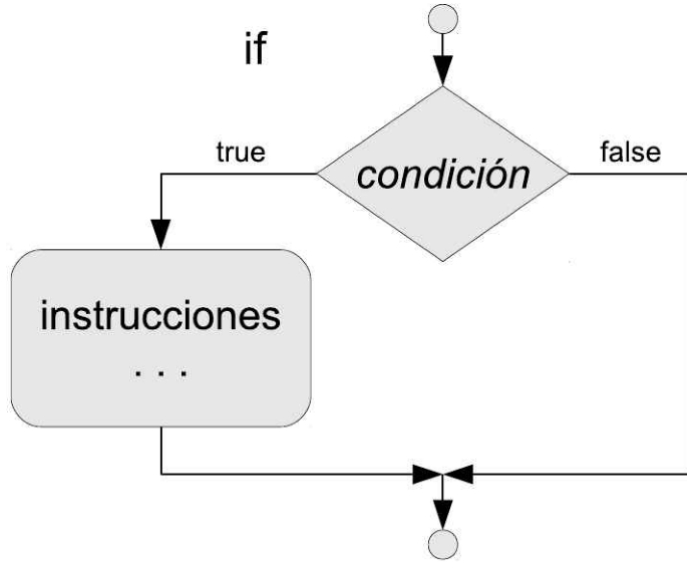 if
true
false
condición
instrucciones
. . .